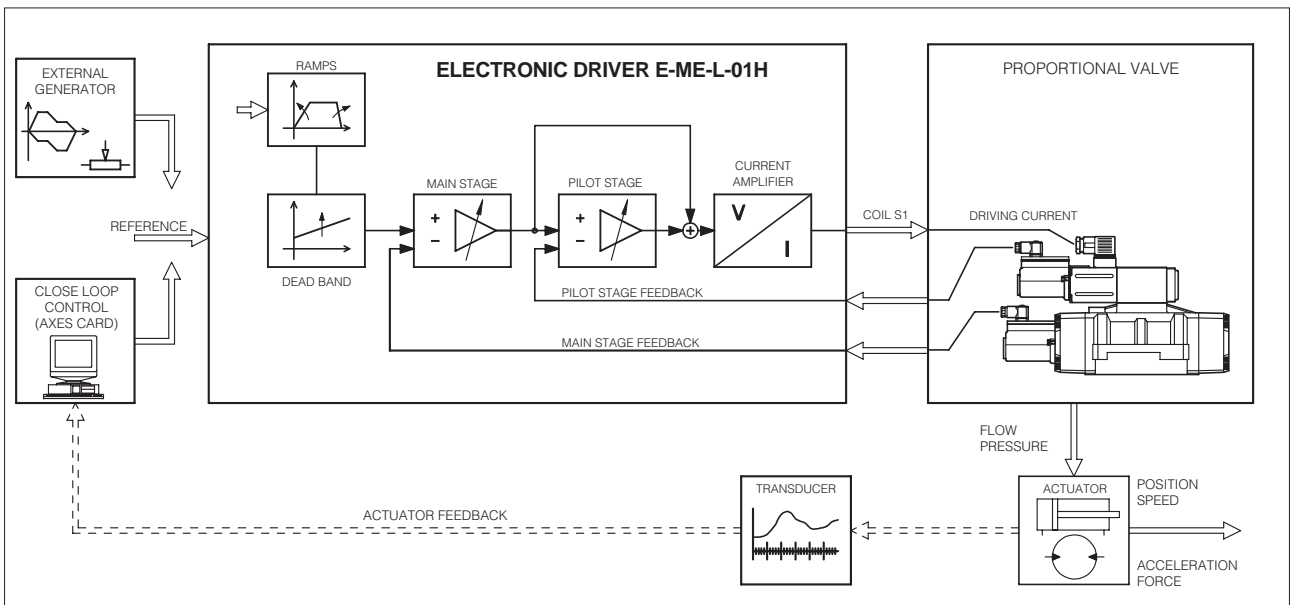 EXTERNAL
GENERATOR
RAMPS
ELECTRONIC DRIVER E-ME-L-01H
PROPORTIONAL VALVE
REFERENCE
DEAD BAND
MAIN STAGE
+
−
PILOT STAGE
+
−
+
CURRENT
AMPLIFIER
V
I
COIL S1
DRIVING CURRENT
PILOT STAGE FEEDBACK
MAIN STAGE FEEDBACK
CLOSE LOOP
CONTROL
(AXES CARD)
FLOW
PRESSURE
TRANSDUCER
ACTUATOR
POSITION
SPEED
ACTUATOR FEEDBACK
ACCELERATION
FORCE